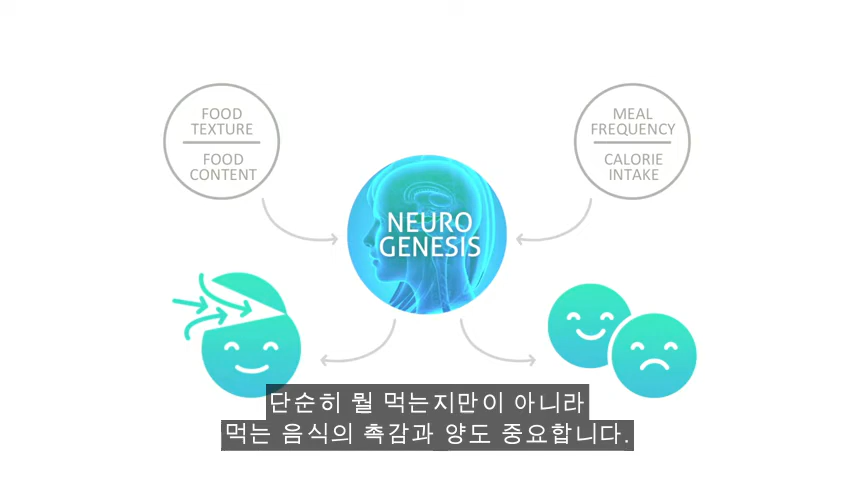 FOOD
TEXTURE
FOOD
CONTENT
MEAL
FREQUENCY
CALORIE
INTAKE
NEURO
GENESIS
단순히 뭘 먹는지만이 아니라
먹는 음식의 촉감과 양도 중요합니다.